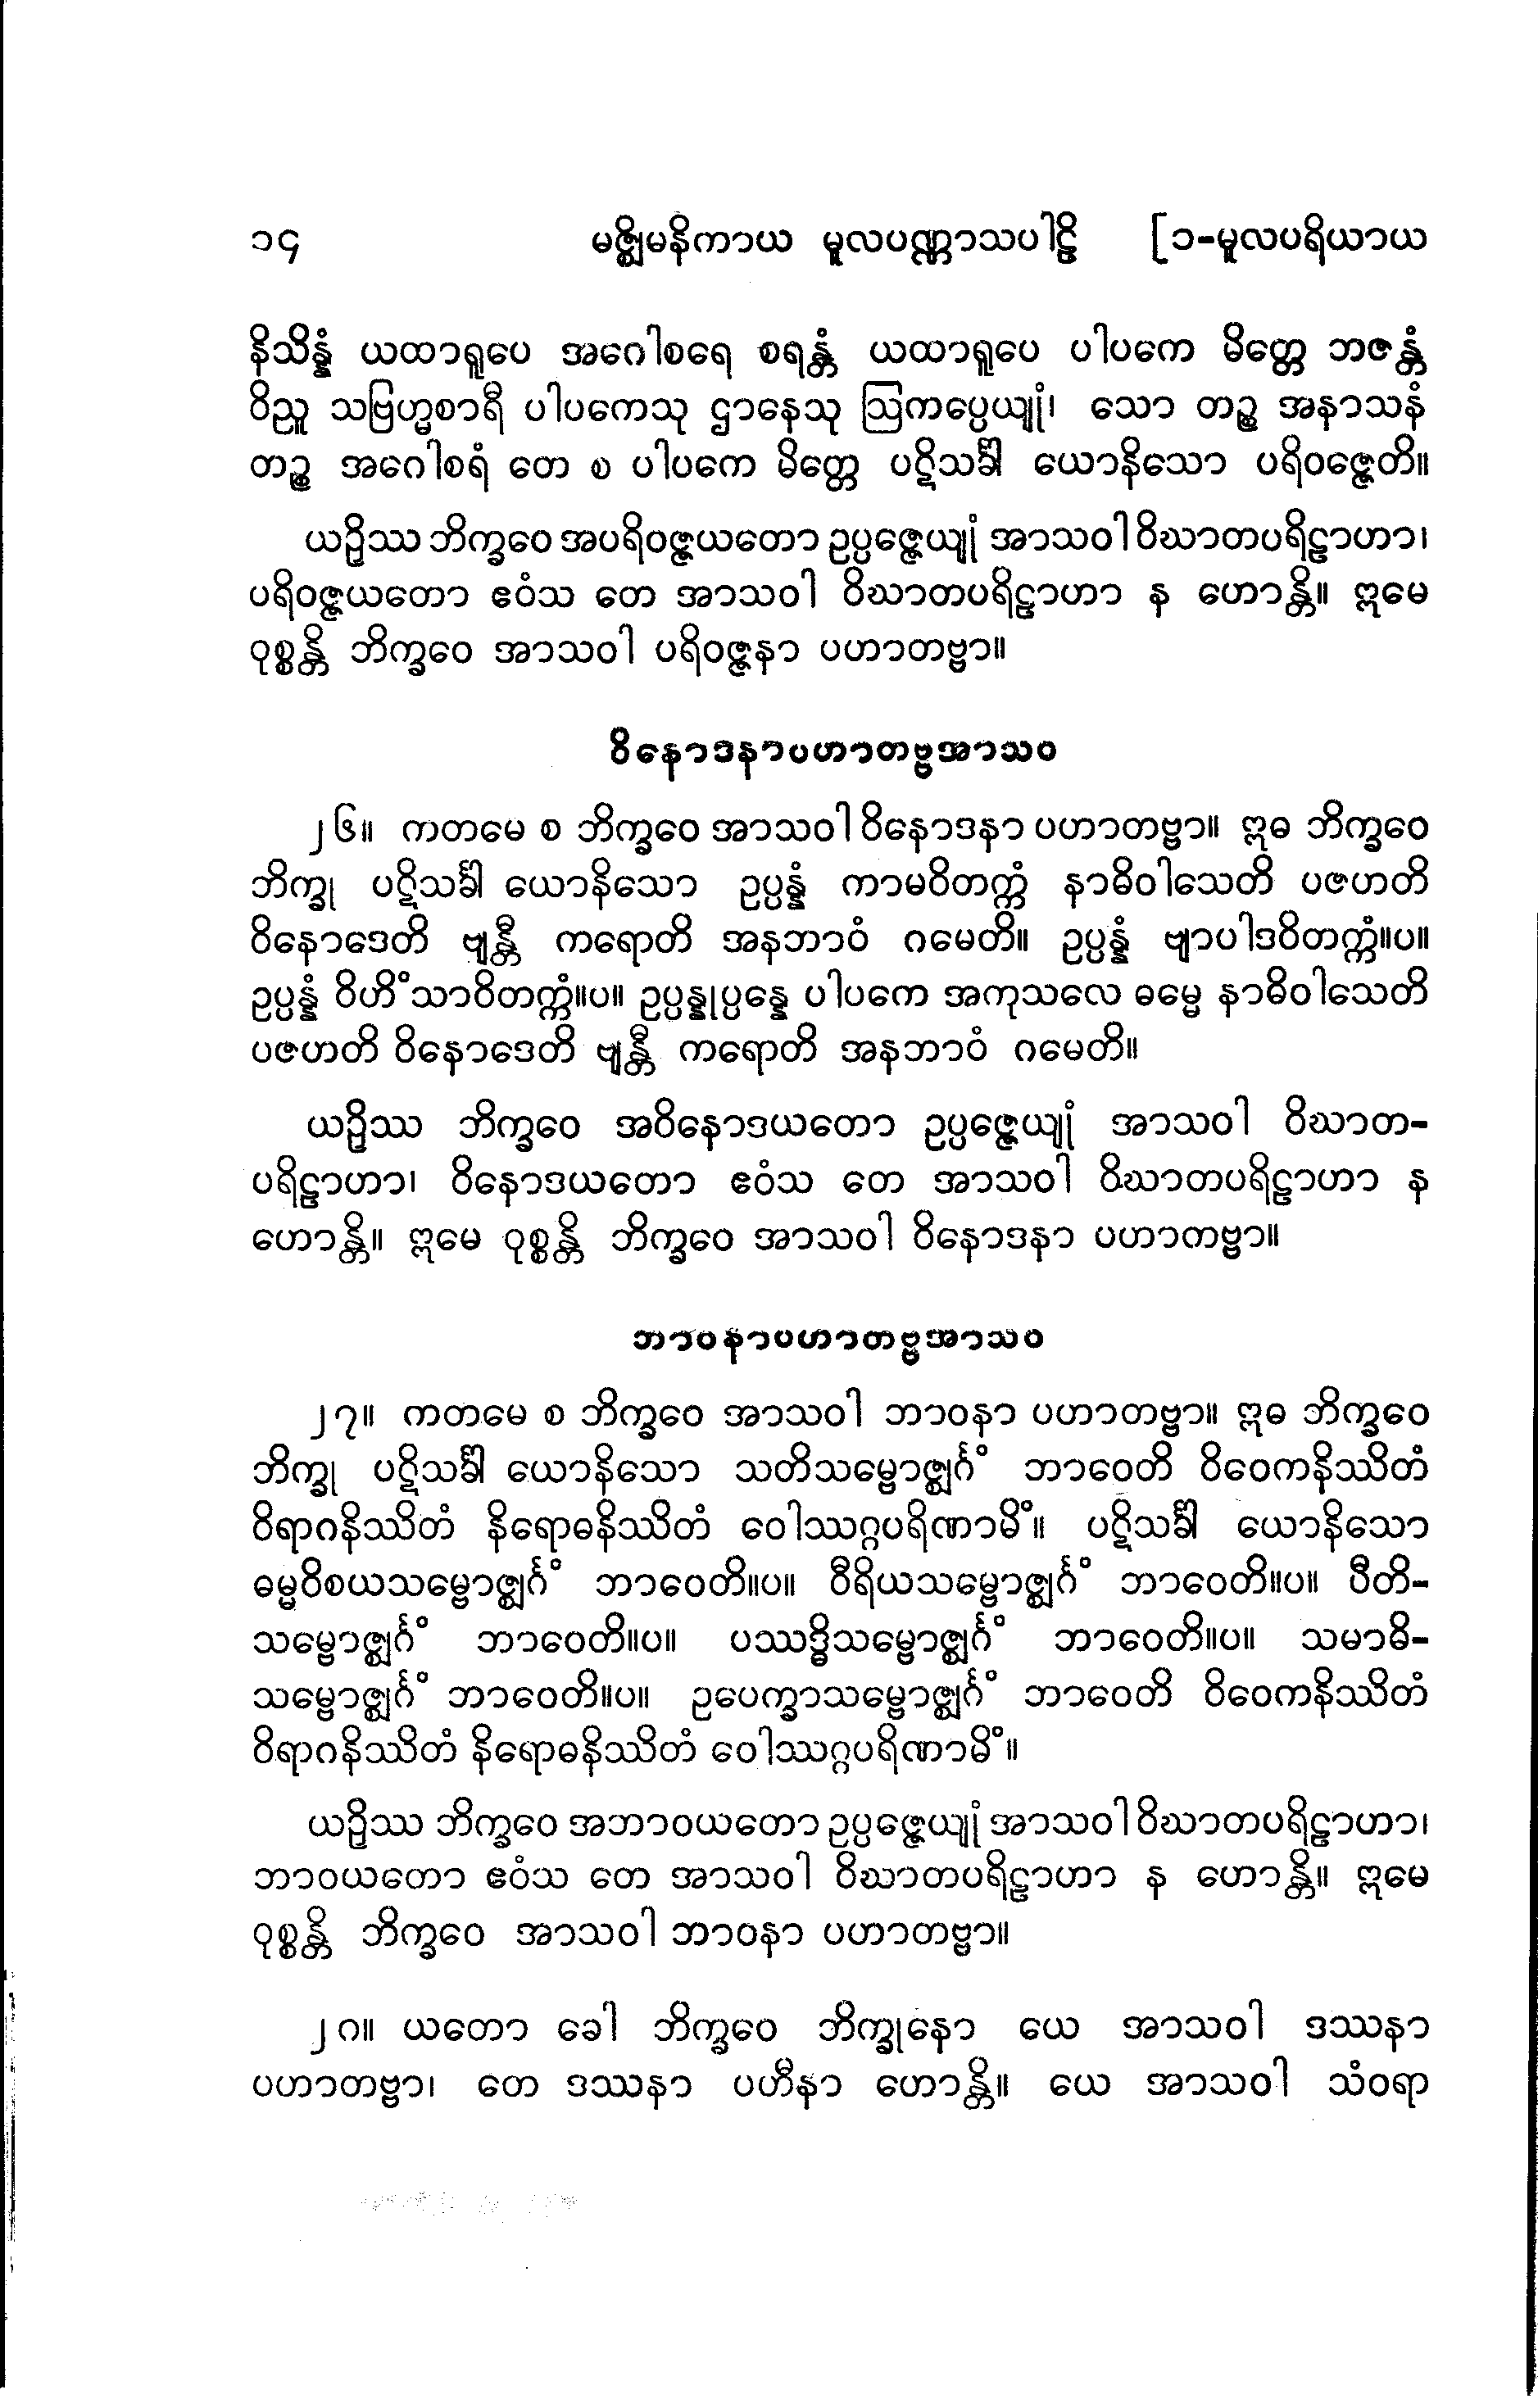 ၁၄ မဇ္ဈိမနိကာယ မူလပဏ္ဏာသပါဠိ [၁-မူလပရိယာယ
နိသိန္နံ ယထာရူပေ အဂေါစရေ စရန္တံ ယထာရူပေ ပါပကေ မိတ္တေ ဘဇန္တံ
ဝိညူ သဗြဟ္မစာရီ ပါပကေသု ဌာနေသု ဩကပ္ပေယျုံ၊ သော တဉ္စ အနာသနံ
တဉ္စ အဂေါစရံ တေ စ ပါပကေ မိတ္တေ ပဋိသင်္ခါ ယောနိသော ပရိဝဇ္ဇေတိ။
ယဉှိဿ ဘိက္ခဝေ အပရိဝဇ္ဇယတော ဥပ္ပဇ္ဇေယျုံ အာသဝါ ဝိဃာတပရိဠာဟာ၊
ပရိဝဇ္ဇယတော ဧဝံသ တေ အာသဝါ ဝိဃာတပရိဠာဟာ န ဟောန္တိ။ ဣမေ
ဝုစ္စန္တိ ဘိက္ခဝေ အာသဝါ ပရိဝဇ္ဇနာ ပဟာတဗ္ဗာ။
ဝိနောဒနာပဟာတဗ္ဗအာသဝ
၂၆။ ကတမေ စ ဘိက္ခဝေ အာသဝါ ဝိနောဒနာ ပဟာတဗ္ဗာ။ ဣဓ ဘိက္ခဝေ
ဘိက္ခု ပဋိသင်္ခါ ယောနိသော ဥပ္ပန္နံ ကာမဝိတက္ကံ နာဓိဝါသေတိ ပဇဟတိ
ဝိနောဒေတိ ဗျန္တီ ကရောတိ အနဘာဝံ ဂမေတိ။ ဥပ္ပန္နံ ဗျာပါဒဝိတက္ကံ။ပ။
ဥပ္ပန္နံ ဝိဟိံသာဝိတက္ကံ။ပ။ ဥပ္ပန္နုပ္ပန္နေ ပါပကေ အကုသလေ ဓမ္မေ နာဓိဝါသေတိ
ပဇဟတိ ဝိနောဒေတိ ဗျန္တီ ကရောတိ အနဘာဝံ ဂမေတိ။
ယဉှိဿ ဘိက္ခဝေ အဝိနောဒယတော ဥပ္ပဇ္ဇေယျုံ အာသဝါ ဝိဃာတ-
ပရိဠာဟာ၊ ဝိနောဒယတော ဧဝံသ တေ အာသဝါ ဝိဃာတပရိဠာဟာ န
ဟောန္တိ။ ဣမေ ဝုစ္စန္တိ ဘိက္ခဝေ အာသဝါ ဝိနောဒနာ ပဟာကဗ္ဗာ။
ဘာဝနာပဟာတဗ္ဗအာသဝ
၂၇။ ကတမေ စ ဘိက္ခဝေ အာသဝါ ဘာဝနာ ပဟာတဗ္ဗာ။ ဣဓ ဘိက္ခဝေ
ဘိက္ခု ပဋိသင်္ခါ ယောနိသော သတိသမ္ဗောဇ္ဈင်္ဂံ ဘာဝေတိ ဝိဝေကနိဿိတံ
ဝိရာဂနိဿိတံ နိရောဓနိဿိတံ ဝေါဿဂ္ဂပရိဏာမိံ။ ပဋိသင်္ခါ ယောနိသော
ဓမ္မဝိစယသမ္ဗောဇ္ဈင်္ဂံ ဘာဝေတိ။ပ။ ဝီရိယသမ္ဗောဇ္ဈင်္ဂံ ဘာဝေတိ။ပ။ ပီတိ-
သမ္ဗောဇ္ဈင်္ဂံ ဘာဝေတိ။ပ။ ပဿဒ္ဓိသမ္ဗောဇ္ဈင်္ဂံ ဘာဝေတိ။ပ။ သမာဓိ-
သမ္ဗောဇ္ဈင်္ဂံ ဘာဝေတိ။ပ။ ဥပေက္ခာသမ္ဗောဇ္ဈင်္ဂံ ဘာဝေတိ ဝိဝေကနိဿိတံ
ဝိရာဂနိဿိတံ နိရောဓနိဿိတံ ဝေါဿဂ္ဂပရိဏာမိံ။
ယဉှိဿ ဘိက္ခဝေ အဘာဝယတော ဥပ္ပဇ္ဇေယျုံ အာသဝါ ဝိဃာတပရိဠာဟာ၊
ဘာဝယတော ဧဝံသ တေ အာသဝါ ဝိဃာတပရိဠာဟာ န ဟောန္တိ။ ဣမေ
ဝုစ္စန္တိ ဘိက္ခဝေ အာသဝါ ဘာဝနာ ပဟာတဗ္ဗာ။
၂၈။ ယတော ခေါ ဘိက္ခဝေ ဘိက္ခုနော ယေ အာသဝါ ဒဿနာ
ပဟာတဗ္ဗာ၊ တေ ဒဿနာ ပဟီနာ ဟောန္တိ။ ယေ အာသဝါ သံဝရာ